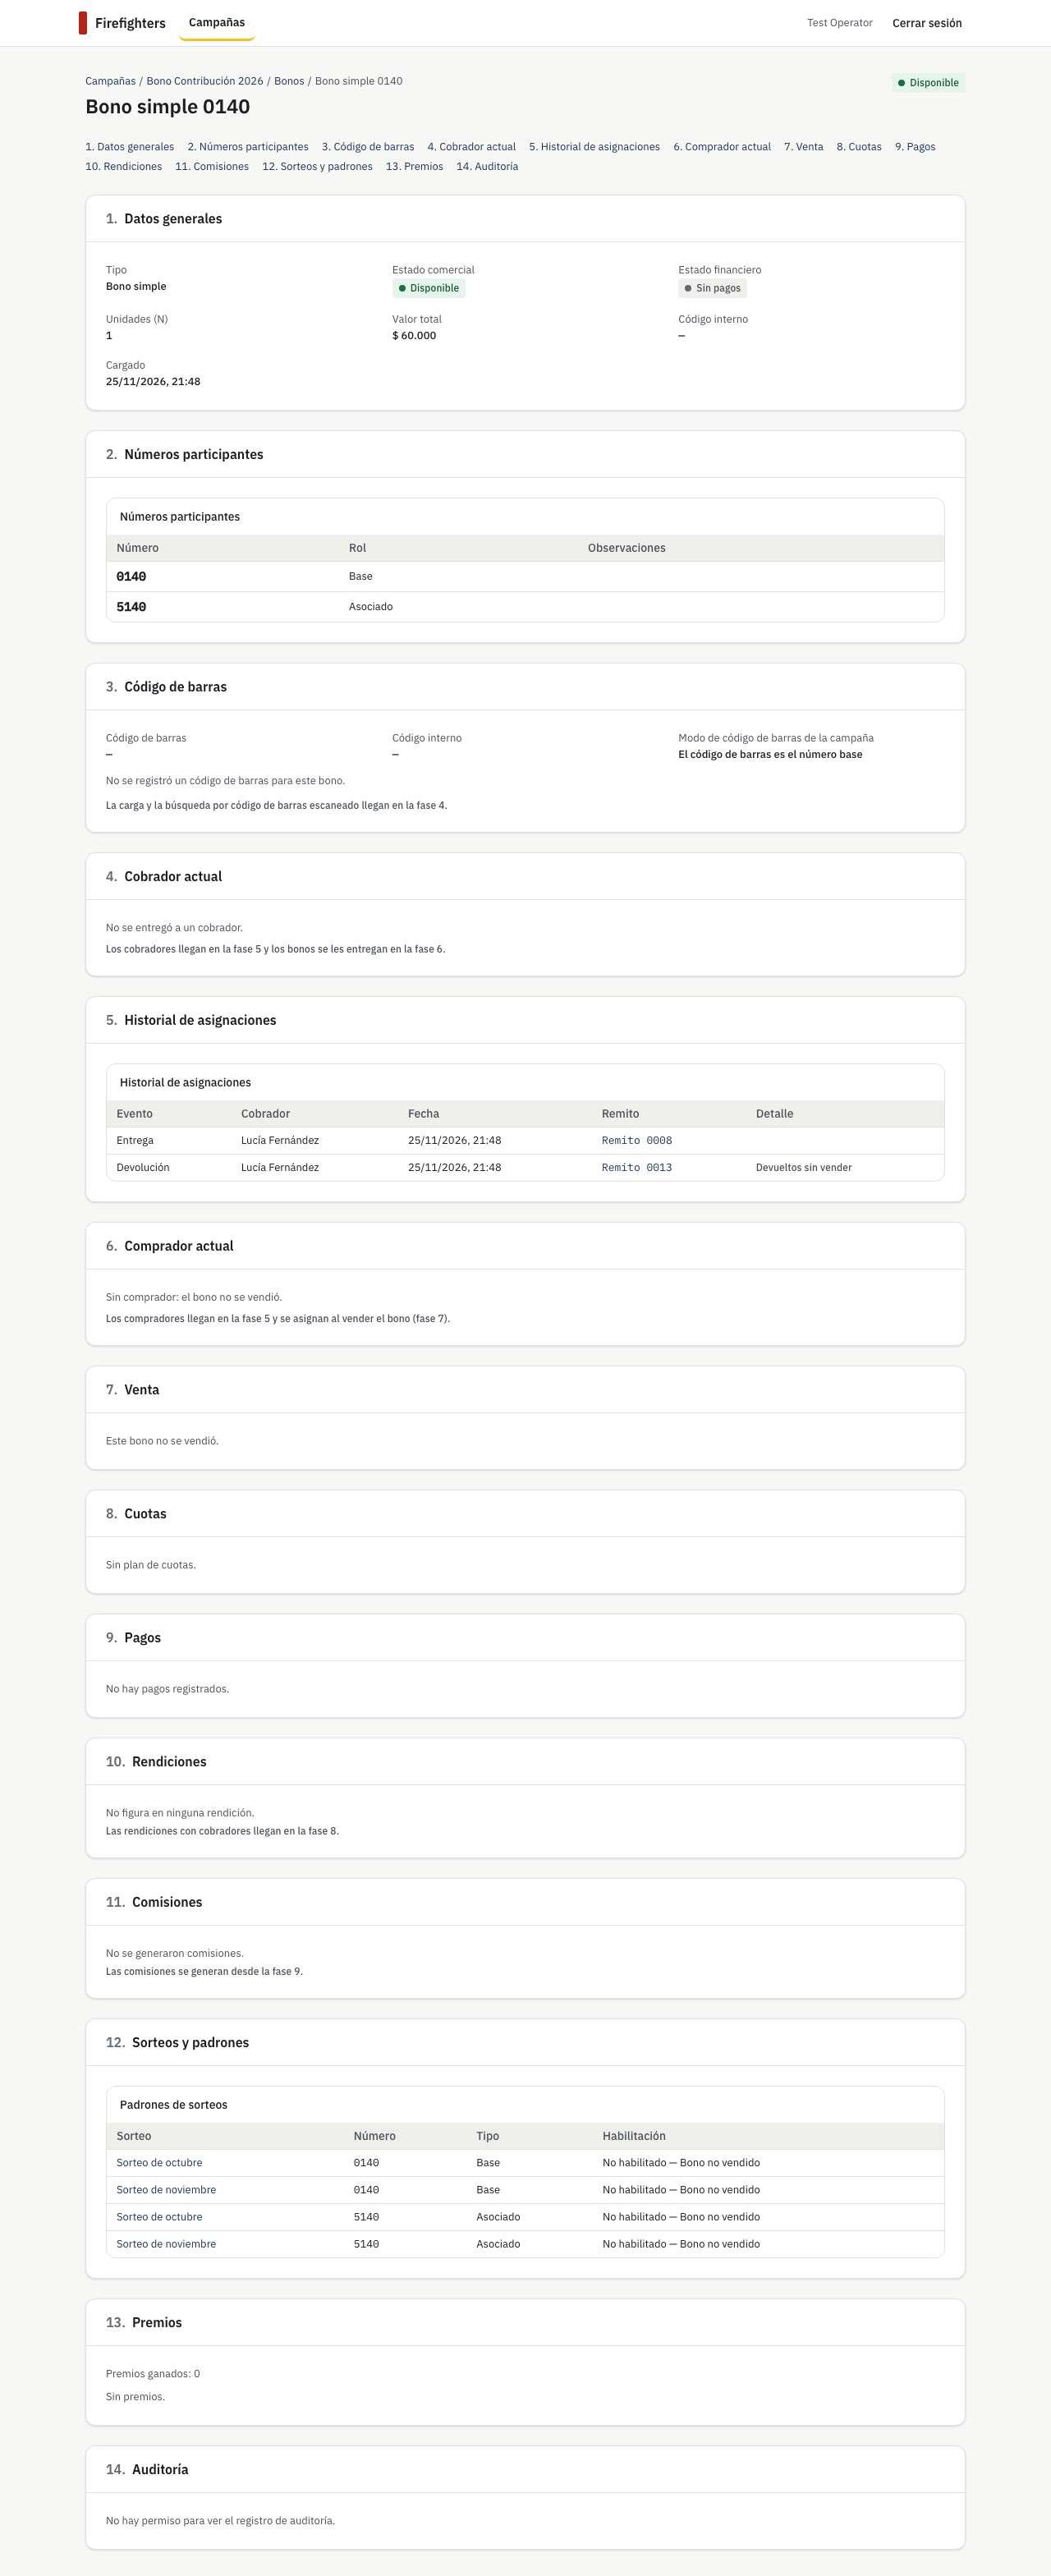 Firefighters Campañas Test Operator Cerrar sesión
Campañas / Bono Contribución 2026 / Bonos / Bono simple 0140 Disponible
Bono simple 0140
1. Datos generales 2. Números participantes 3. Código de barras 4. Cobrador actual 5. Historial de asignaciones 6. Comprador actual 7. Venta 8. Cuotas 9. Pagos
10. Rendiciones 11. Comisiones 12. Sorteos y padrones 13. Premios 14. Auditoría
1. Datos generales
Tipo Estado comercial Estado financiero
Bono simple Disponible Sin pagos
Unidades (N) Valor total Código interno
1 $ 60.000 —
Cargado
25/11/2026, 21:48
2. Números participantes
Números participantes
Número Rol Observaciones
0140 Base
5140 Asociado
3. Código de barras
Código de barras Código interno Modo de código de barras de la campaña
— — El código de barras es el número base
No se registró un código de barras para este bono.
La carga y la búsqueda por código de barras escaneado llegan en la fase 4.
4. Cobrador actual
No se entregó a un cobrador.
Los cobradores llegan en la fase 5 y los bonos se les entregan en la fase 6.
5. Historial de asignaciones
Historial de asignaciones
Evento Cobrador Fecha Remito Detalle
Entrega Lucía Fernández 25/11/2026, 21:48 Remito 0008
Devolución Lucía Fernández 25/11/2026, 21:48 Remito 0013 Devueltos sin vender
6. Comprador actual
Sin comprador: el bono no se vendió.
Los compradores llegan en la fase 5 y se asignan al vender el bono (fase 7).
7. Venta
Este bono no se vendió.
8. Cuotas
Sin plan de cuotas.
9. Pagos
No hay pagos registrados.
10. Rendiciones
No figura en ninguna rendición.
Las rendiciones con cobradores llegan en la fase 8.
11. Comisiones
No se generaron comisiones.
Las comisiones se generan desde la fase 9.
12. Sorteos y padrones
Padrones de sorteos
Sorteo Número Tipo Habilitación
Sorteo de octubre 0140 Base No habilitado — Bono no vendido
Sorteo de noviembre 0140 Base No habilitado — Bono no vendido
Sorteo de octubre 5140 Asociado No habilitado — Bono no vendido
Sorteo de noviembre 5140 Asociado No habilitado — Bono no vendido
13. Premios
Premios ganados: 0
Sin premios.
14. Auditoría
No hay permiso para ver el registro de auditoría.